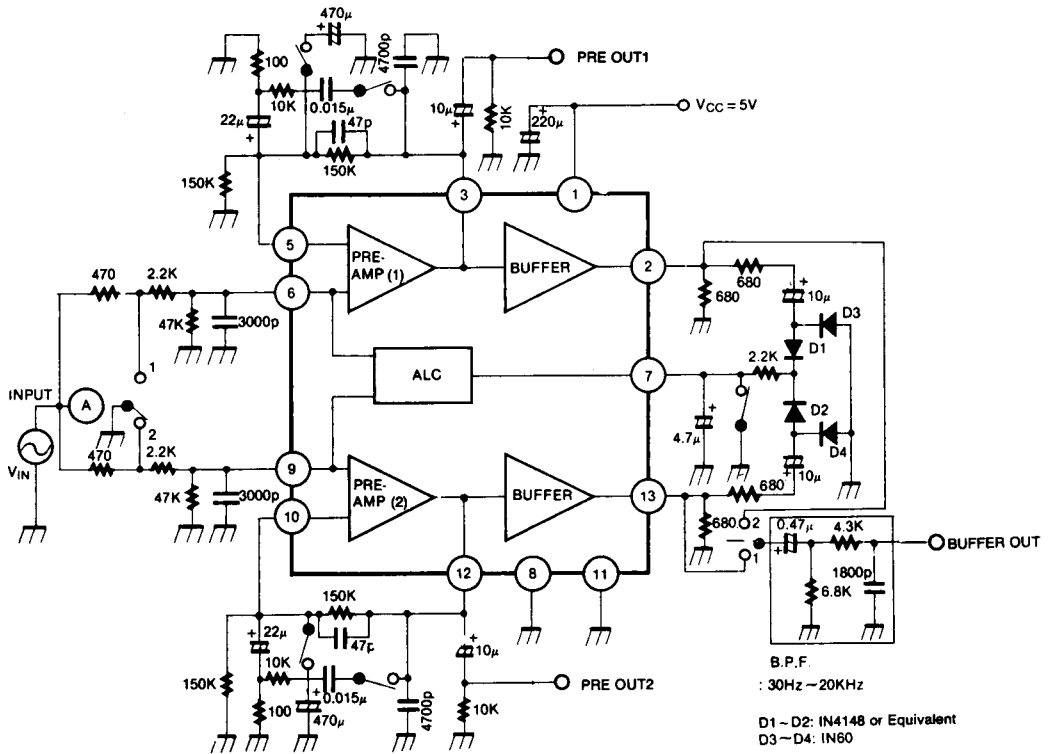 470μ
+
100
4700p
PRE OUT1
10K
0.015μ
10μ
+
10K
+
220μ
VCC = 5V
22μ
+
47p
150K
150K
3
1
5
PRE-
AMP (1)
BUFFER
2
680
680
+
10μ
D3
D1
470
2.2K
6
47K
3000p
ALC
7
2.2K
1
INPUT
A
2
VIN
+
4.7μ
D2
D4
470
2.2K
9
47K
3000p
PRE-
AMP (2)
BUFFER
13
680
+
10μ
10
680
2
1
0.47μ
+
4.3K
BUFFER OUT
6.8K
1800p
12
8
11
150K
47p
+
22μ
10K
0.015μ
+
10μ
PRE OUT2
150K
100
+
470μ
4700p
10K
B.P.F.
: 30Hz ~ 20KHz
D1 ~ D2: IN4148 or Equivalent
D3 ~ D4: IN60